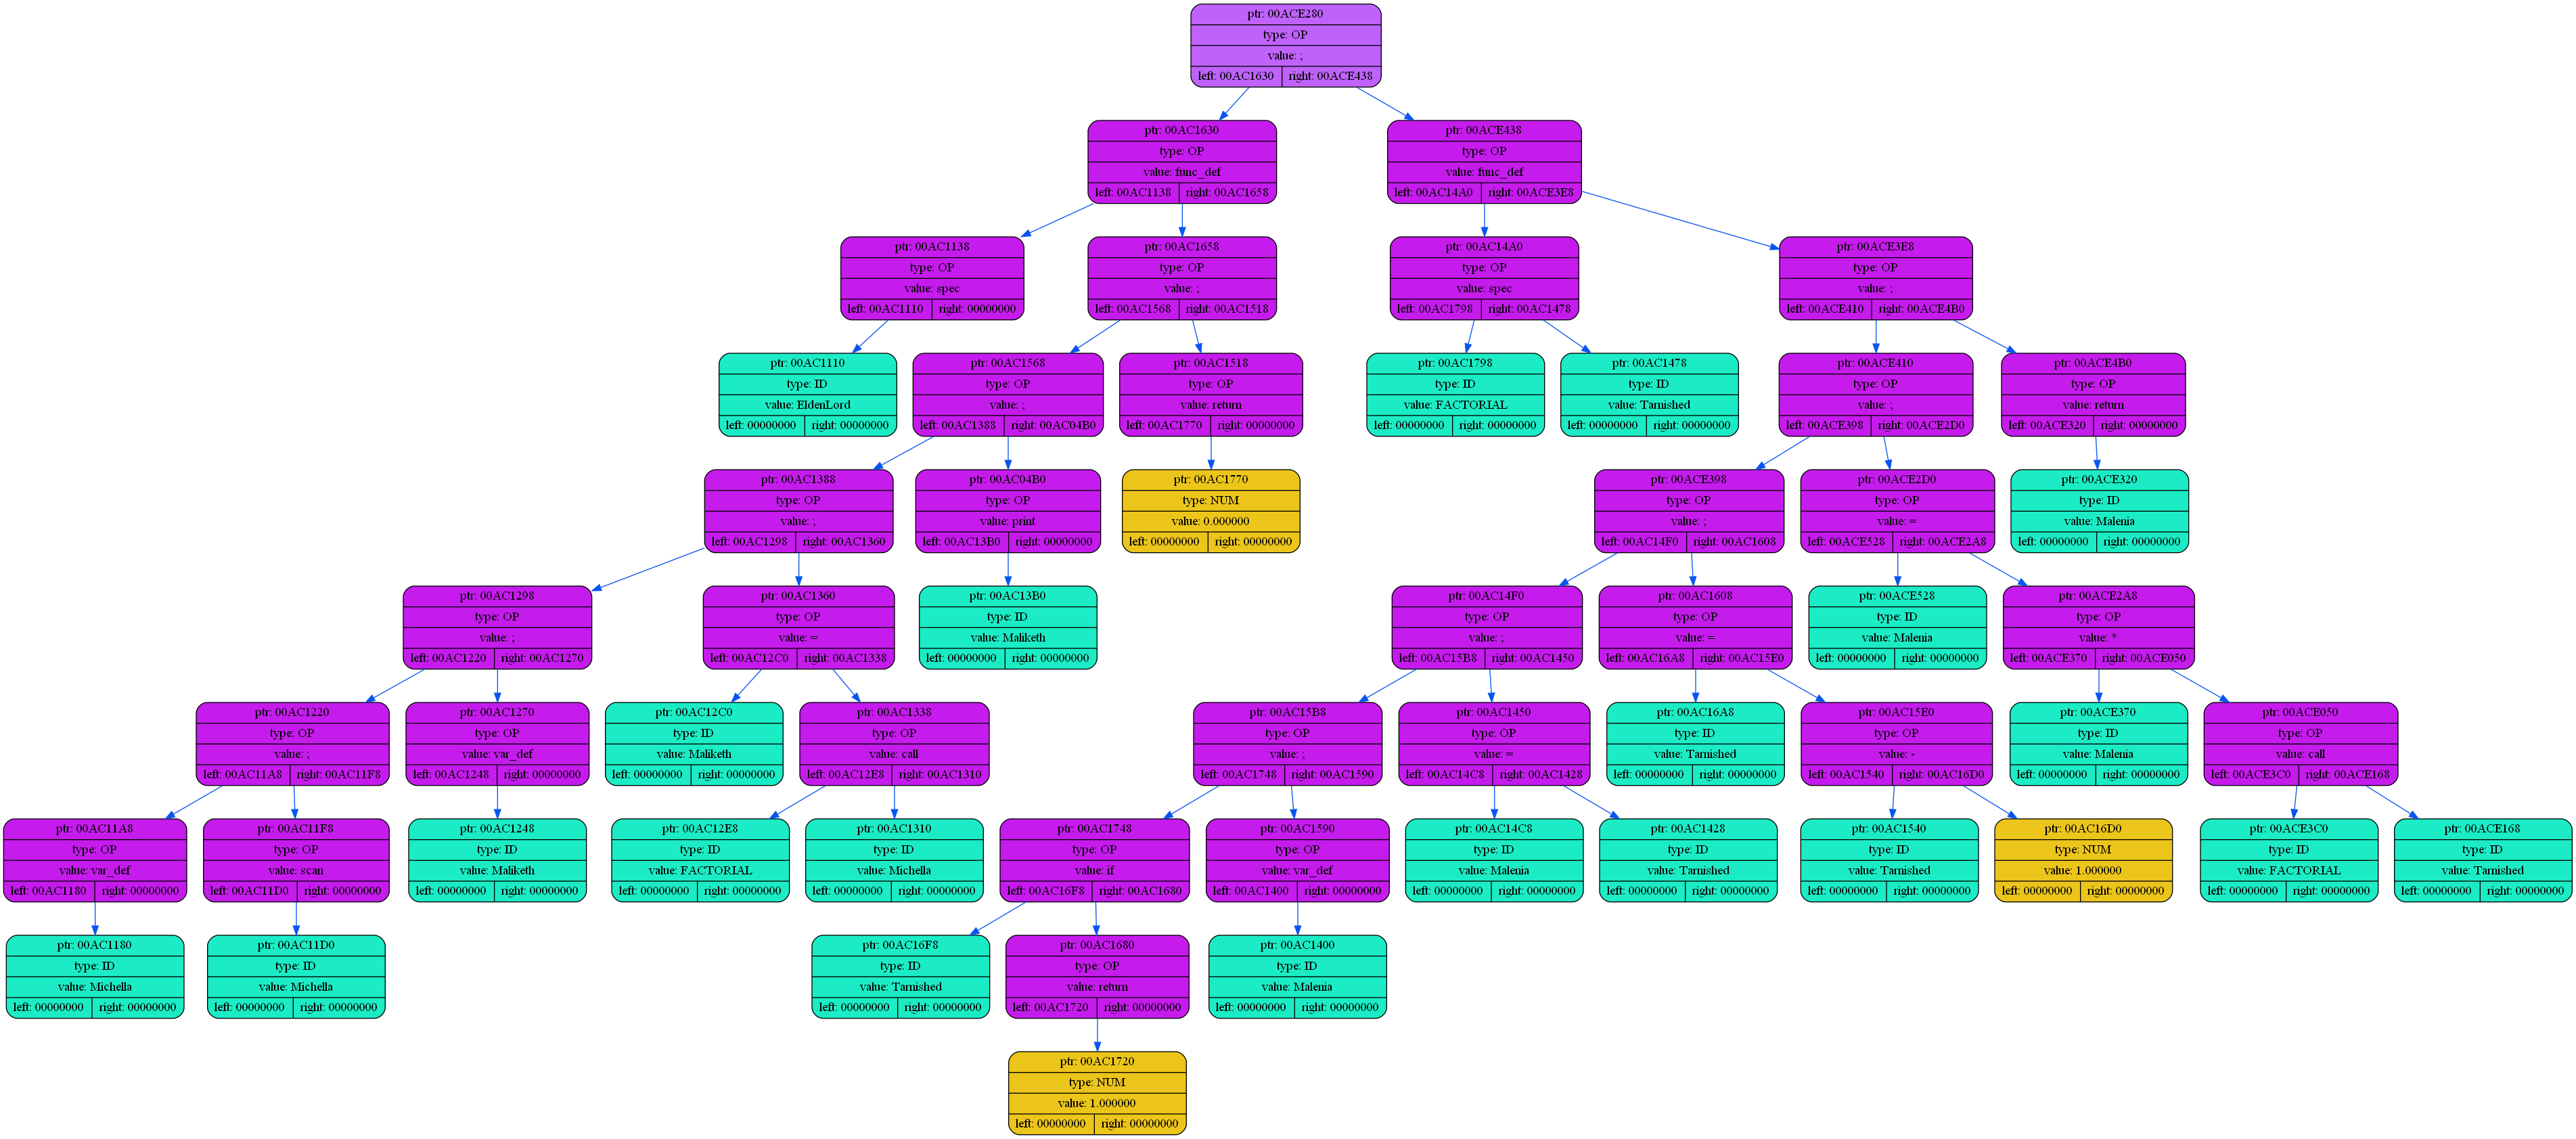 ptr: 00ACE280
type: OP
value: ;
left: 00AC1630 right: 00ACE438
ptr: 00AC1630
type: OP
value: func_def
left: 00AC1138 right: 00AC1658
ptr: 00ACE438
type: OP
value: func_def
left: 00AC14A0 right: 00ACE3E8
ptr: 00AC1138
type: OP
value: spec
left: 00AC1110 right: 00000000
ptr: 00AC1658
type: OP
value: ;
left: 00AC1568 right: 00AC1518
ptr: 00AC14A0
type: OP
value: spec
left: 00AC1798 right: 00AC1478
ptr: 00ACE3E8
type: OP
value: ;
left: 00ACE410 right: 00ACE4B0
ptr: 00AC1110
type: ID
value: EldenLord
left: 00000000 right: 00000000
ptr: 00AC1568
type: OP
value: ;
left: 00AC1388 right: 00AC04B0
ptr: 00AC1518
type: OP
value: return
left: 00AC1770 right: 00000000
ptr: 00AC1798
type: ID
value: FACTORIAL
left: 00000000 right: 00000000
ptr: 00AC1478
type: ID
value: Tarnished
left: 00000000 right: 00000000
ptr: 00ACE410
type: OP
value: ;
left: 00ACE398 right: 00ACE2D0
ptr: 00ACE4B0
type: OP
value: return
left: 00ACE320 right: 00000000
ptr: 00AC1388
type: OP
value: ;
left: 00AC1298 right: 00AC1360
ptr: 00AC04B0
type: OP
value: print
left: 00AC13B0 right: 00000000
ptr: 00AC1770
type: NUM
value: 0.000000
left: 00000000 right: 00000000
ptr: 00ACE398
type: OP
value: ;
left: 00AC14F0 right: 00AC1608
ptr: 00ACE2D0
type: OP
value: =
left: 00ACE528 right: 00ACE2A8
ptr: 00ACE320
type: ID
value: Malenia
left: 00000000 right: 00000000
ptr: 00AC1298
type: OP
value: ;
left: 00AC1220 right: 00AC1270
ptr: 00AC1360
type: OP
value: =
left: 00AC12C0 right: 00AC1338
ptr: 00AC13B0
type: ID
value: Maliketh
left: 00000000 right: 00000000
ptr: 00AC14F0
type: OP
value: ;
left: 00AC15B8 right: 00AC1450
ptr: 00AC1608
type: OP
value: =
left: 00AC16A8 right: 00AC15E0
ptr: 00ACE528
type: ID
value: Malenia
left: 00000000 right: 00000000
ptr: 00ACE2A8
type: OP
value: *
left: 00ACE370 right: 00ACE050
ptr: 00AC1220
type: OP
value: ;
left: 00AC11A8 right: 00AC11F8
ptr: 00AC1270
type: OP
value: var_def
left: 00AC1248 right: 00000000
ptr: 00AC12C0
type: ID
value: Maliketh
left: 00000000 right: 00000000
ptr: 00AC1338
type: OP
value: call
left: 00AC12E8 right: 00AC1310
ptr: 00AC15B8
type: OP
value: ;
left: 00AC1748 right: 00AC1590
ptr: 00AC1450
type: OP
value: =
left: 00AC14C8 right: 00AC1428
ptr: 00AC16A8
type: ID
value: Tarnished
left: 00000000 right: 00000000
ptr: 00AC15E0
type: OP
value: -
left: 00AC1540 right: 00AC16D0
ptr: 00ACE370
type: ID
value: Malenia
left: 00000000 right: 00000000
ptr: 00ACE050
type: OP
value: call
left: 00ACE3C0 right: 00ACE168
ptr: 00AC11A8
type: OP
value: var_def
left: 00AC1180 right: 00000000
ptr: 00AC11F8
type: OP
value: scan
left: 00AC11D0 right: 00000000
ptr: 00AC1248
type: ID
value: Maliketh
left: 00000000 right: 00000000
ptr: 00AC12E8
type: ID
value: FACTORIAL
left: 00000000 right: 00000000
ptr: 00AC1310
type: ID
value: Michella
left: 00000000 right: 00000000
ptr: 00AC1748
type: OP
value: if
left: 00AC16F8 right: 00AC1680
ptr: 00AC1590
type: OP
value: var_def
left: 00AC1400 right: 00000000
ptr: 00AC14C8
type: ID
value: Malenia
left: 00000000 right: 00000000
ptr: 00AC1428
type: ID
value: Tarnished
left: 00000000 right: 00000000
ptr: 00AC1540
type: ID
value: Tarnished
left: 00000000 right: 00000000
ptr: 00AC16D0
type: NUM
value: 1.000000
left: 00000000 right: 00000000
ptr: 00ACE3C0
type: ID
value: FACTORIAL
left: 00000000 right: 00000000
ptr: 00ACE168
type: ID
value: Tarnished
left: 00000000 right: 00000000
ptr: 00AC1180
type: ID
value: Michella
left: 00000000 right: 00000000
ptr: 00AC11D0
type: ID
value: Michella
left: 00000000 right: 00000000
ptr: 00AC16F8
type: ID
value: Tarnished
left: 00000000 right: 00000000
ptr: 00AC1680
type: OP
value: return
left: 00AC1720 right: 00000000
ptr: 00AC1400
type: ID
value: Malenia
left: 00000000 right: 00000000
ptr: 00AC1720
type: NUM
value: 1.000000
left: 00000000 right: 00000000